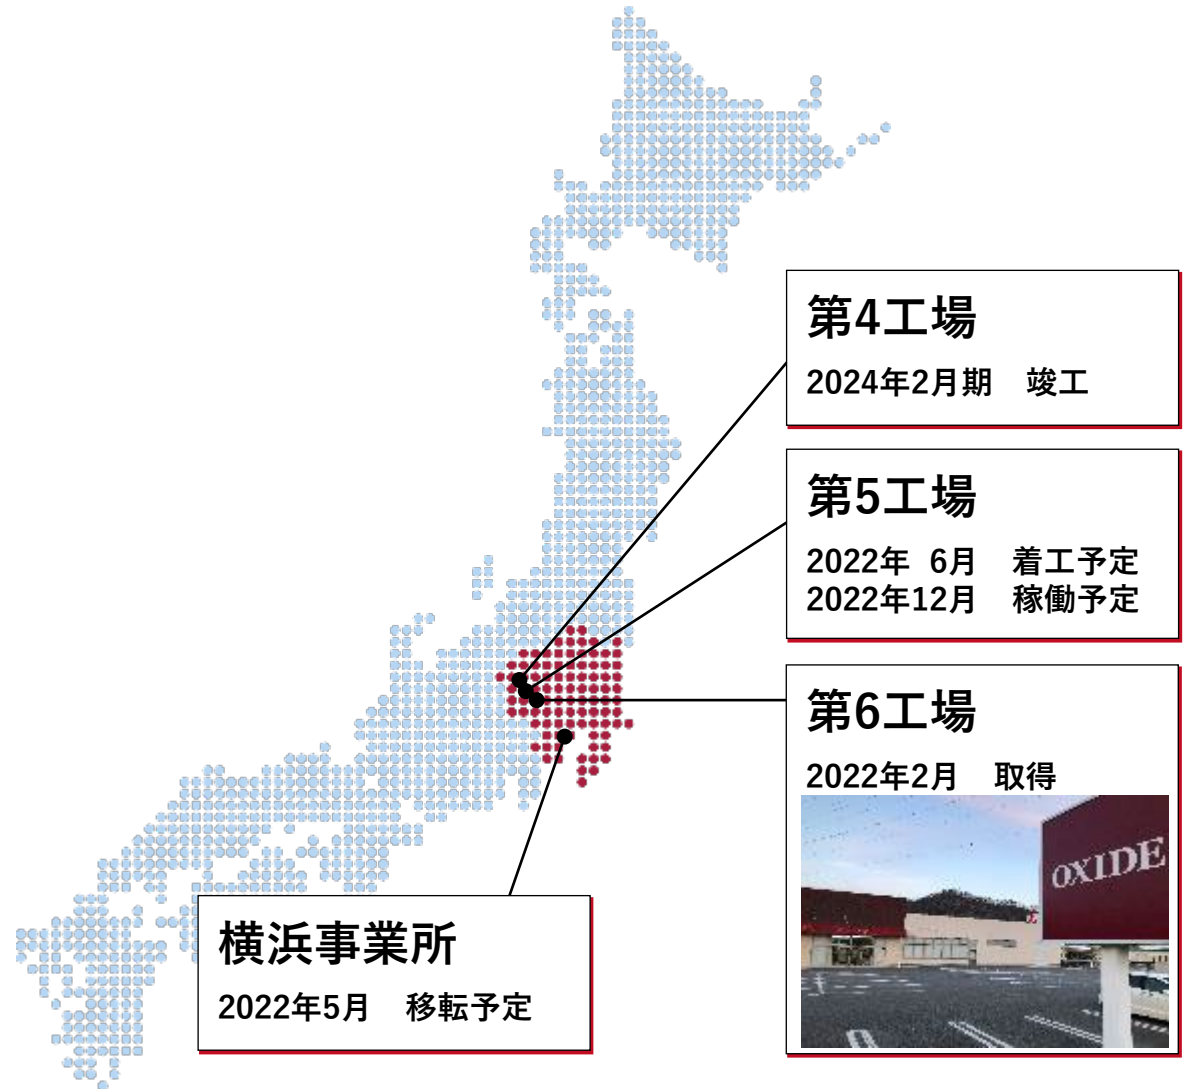 第4工場
2024年2月期　竣工
第5工場
2022年 6月　着工予定
2022年12月　稼働予定
第6工場
2022年2月　取得
OXIDE
横浜事業所
2022年5月　移転予定